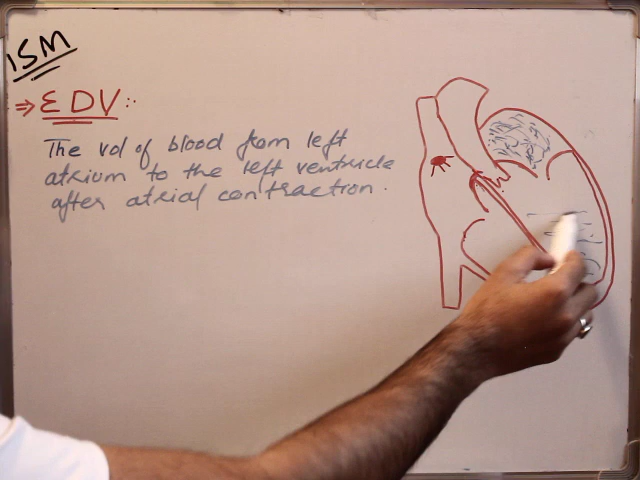 ISM
⇒ EDV:
The vol of blood from left
atrium to the left ventricle
after atrial contraction.